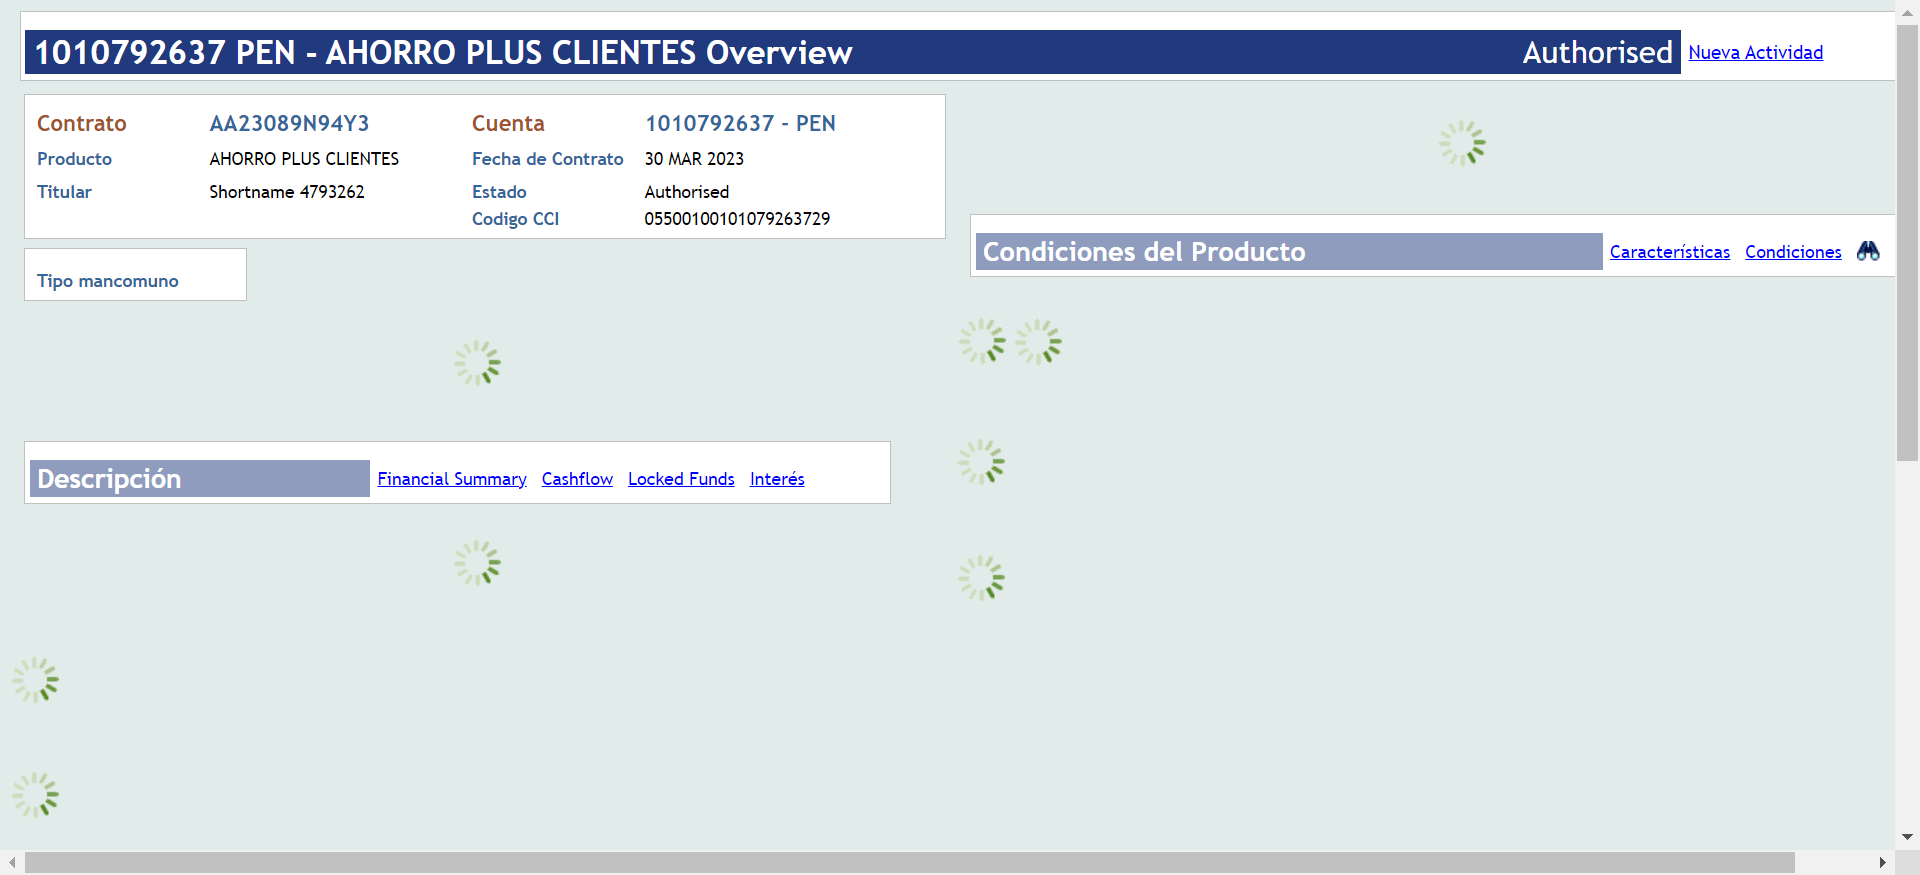 1010792637 PEN - AHORRO PLUS CLIENTES Overview Authorised Nueva Actividad
Contrato AA23089N94Y3 Cuenta 1010792637 - PEN
Producto AHORRO PLUS CLIENTES Fecha de Contrato 30 MAR 2023
Titular Shortname 4793262 Estado Authorised
Codigo CCI 05500100101079263729
Tipo mancomuno
Condiciones del Producto Características Condiciones
Descripción Financial Summary Cashflow Locked Funds Interés